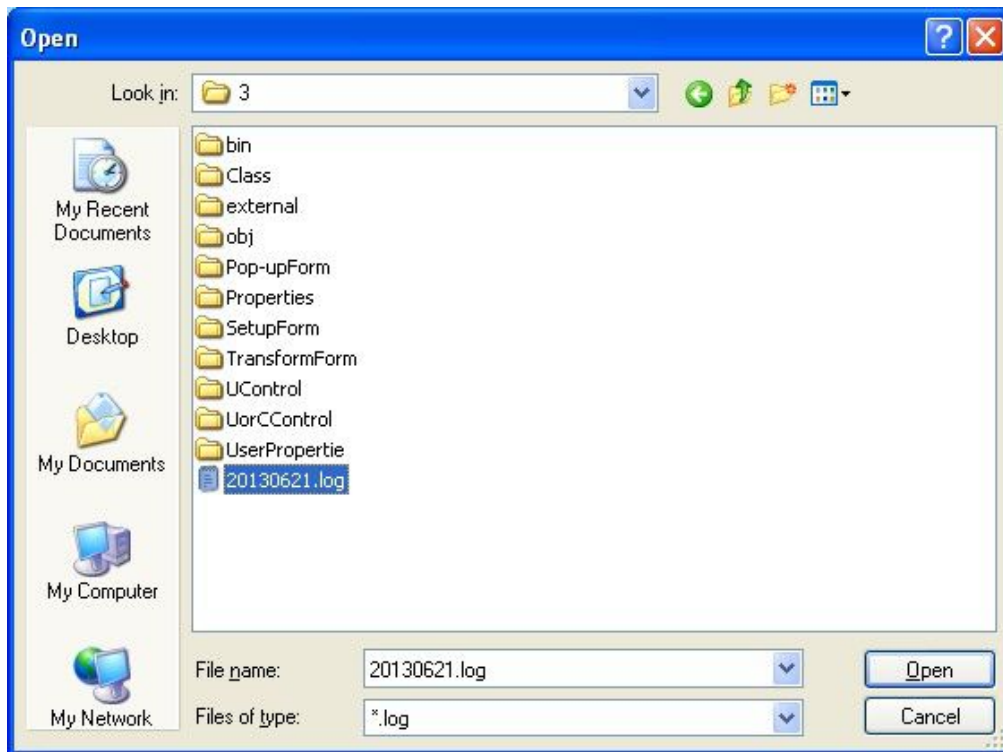 Open
Look in:
3
bin
Class
external
obj
Pop-upForm
Properties
SetupForm
TransformForm
UControl
UorCControl
UserPropertie
20130621.log
My Recent
Documents
Desktop
My Documents
My Computer
My Network
File name:
20130621.log
Open
Files of type:
*.log
Cancel